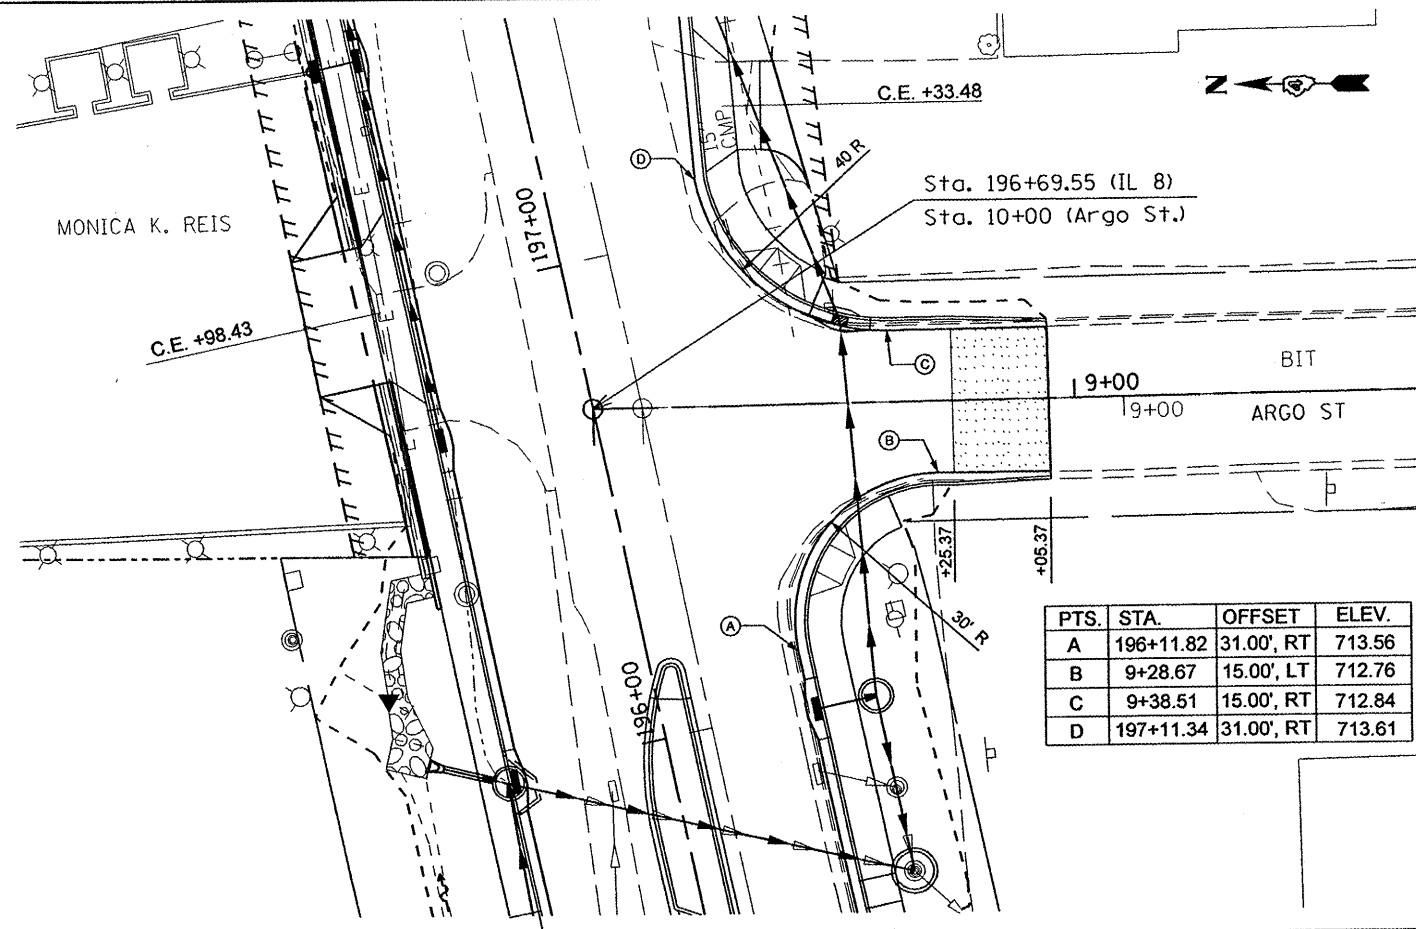 C.E. +33.48
N
15 CMP
D
40 R
Sta. 196+69.55 (IL 8)
Sta. 10+00 (Argo St.)
MONICA K. REIS
197+00
E
E
E
C.E. +98.43
C
BIT
9+00
9+00
ARGO ST
B
+25.37
+05.37
30' R
A
196+00
PTS. STA. OFFSET ELEV.
A 196+11.82 31.00', RT 713.56
B 9+28.67 15.00', LT 712.76
C 9+38.51 15.00', RT 712.84
D 197+11.34 31.00', RT 713.61